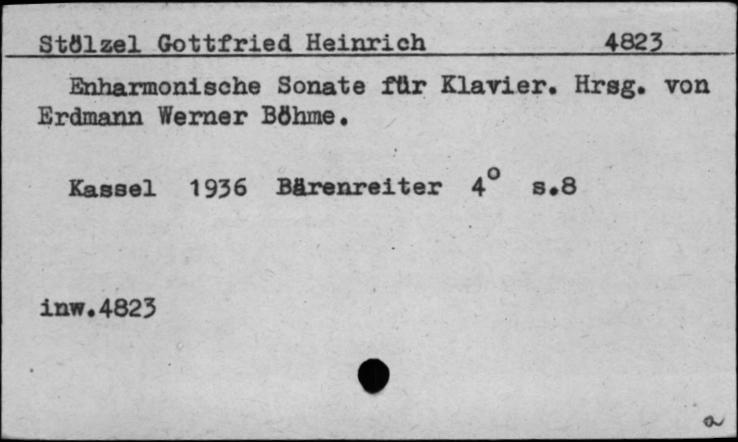 Stölzel Gottfried Heinrich 4823
Enharmonische Sonate für Klavier. Hrsg. von
Erdmann Werner Böhme.
Kassel 1936 Bärenreiter 4° s.8
inw.4823
a